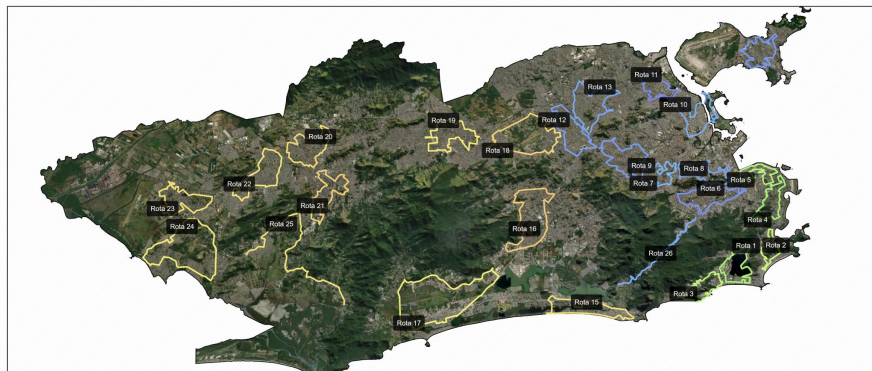 Rota 11
Rota 13
Rota 10
Rota 12
Rota 19
Rota 20
Rota 18
Rota 9
Rota 8
Rota 5
Rota 22
Rota 7
Rota 6
Rota 21
Rota 23
Rota 4
Rota 25
Rota 24
Rota 16
Rota 1
Rota 2
Rota 26
Rota 3
Rota 15
Rota 17